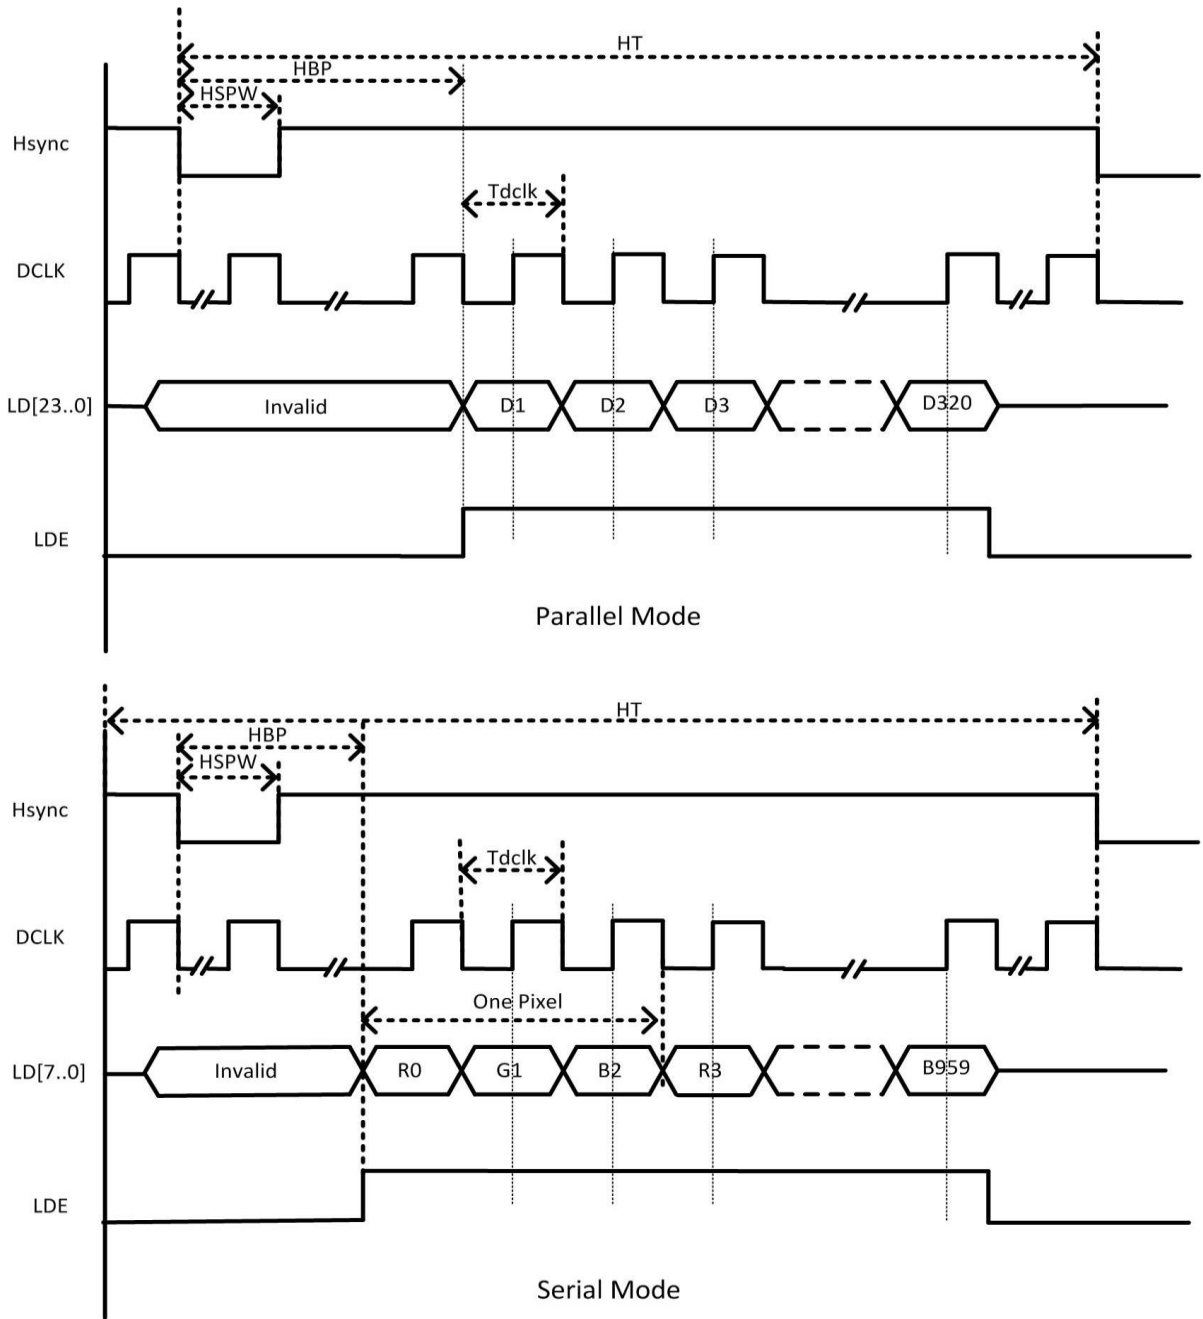 HT
HBP
HSPW
Hsync
Tdclk
DCLK
LD[23..0] Invalid D1 D2 D3 D320
LDE
Parallel Mode
HT
HBP
HSPW
Hsync
Tdclk
DCLK
One Pixel
LD[7..0] Invalid R0 G1 B2 R3 B959
LDE
Serial Mode